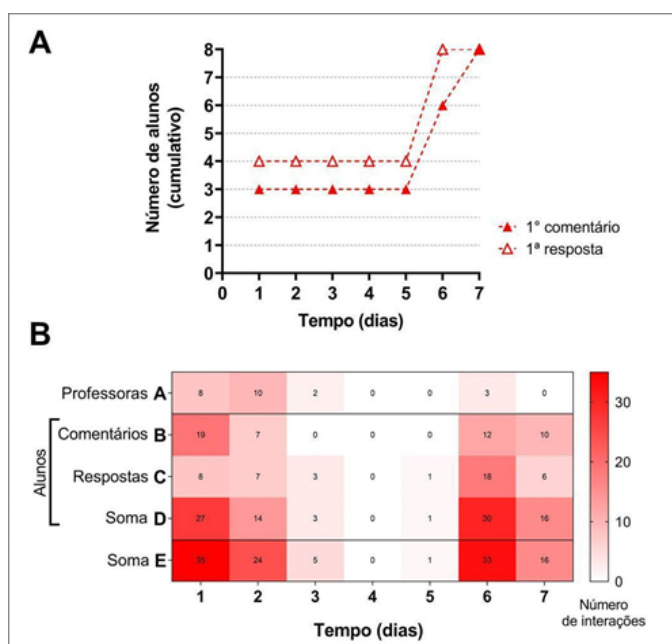 A
Número de alunos
(cumulativo)
8
7
6
5
4
3
2
1
0
0 1 2 3 4 5 6 7
Tempo (dias)
1° comentário
1ª resposta
B
Alunos
Professoras A 8 10 2 0 0 3 0
Comentários B 19 7 0 0 0 12 10
Respostas C 8 7 3 0 1 18 6
Soma D 27 14 3 0 1 30 16
Soma E 35 24 5 0 1 33 16
1 2 3 4 5 6 7
Tempo (dias)
30
20
10
0
Número
de interações